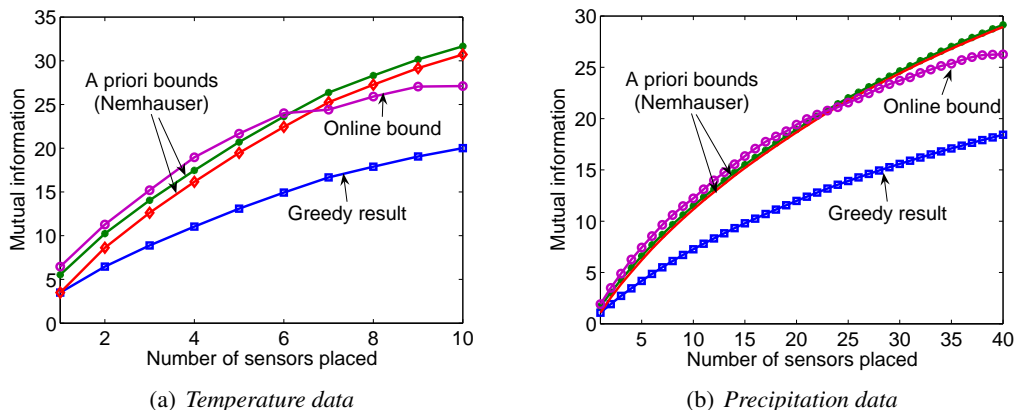 35
30
25
20
15
10
5
0
Mutual information
A priori bounds
(Nemhauser)
Online bound
Greedy result
2 4 6 8 10
Number of sensors placed
(a) Temperature data
30
25
20
15
10
5
0
Mutual information
A priori bounds
(Nemhauser)
Online bound
Greedy result
5 10 15 20 25 30 35 40
Number of sensors placed
(b) Precipitation data